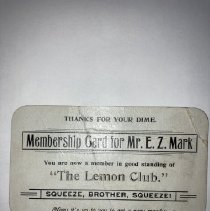 THANKS FOR YOUR DIME.
Membership Card for Mr. E. Z. Mark
You are now a member in good standing of
"The Lemon Club."
SQUEEZE, BROTHER, SQUEEZE!